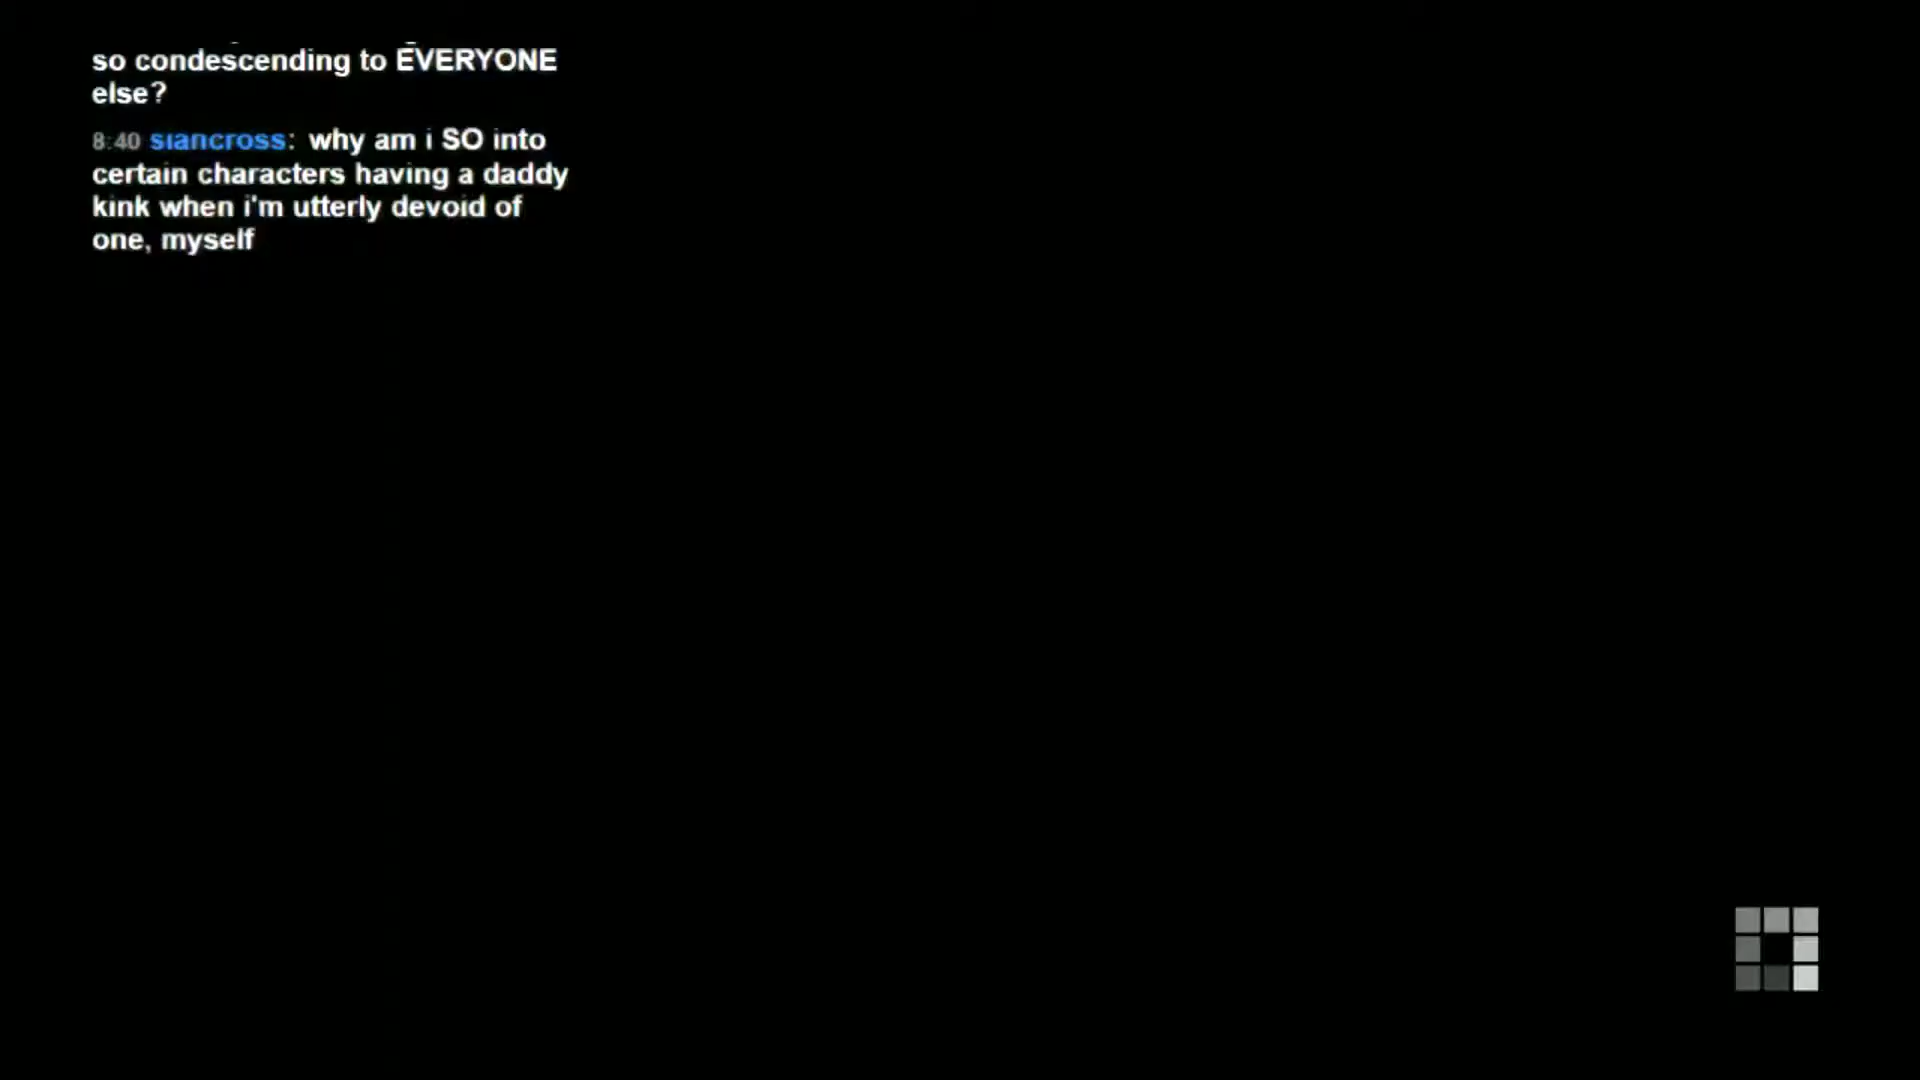 so condescending to EVERYONE
else?
8:40 siancross: why am i SO into
certain characters having a daddy
kink when i'm utterly devoid of
one, myself